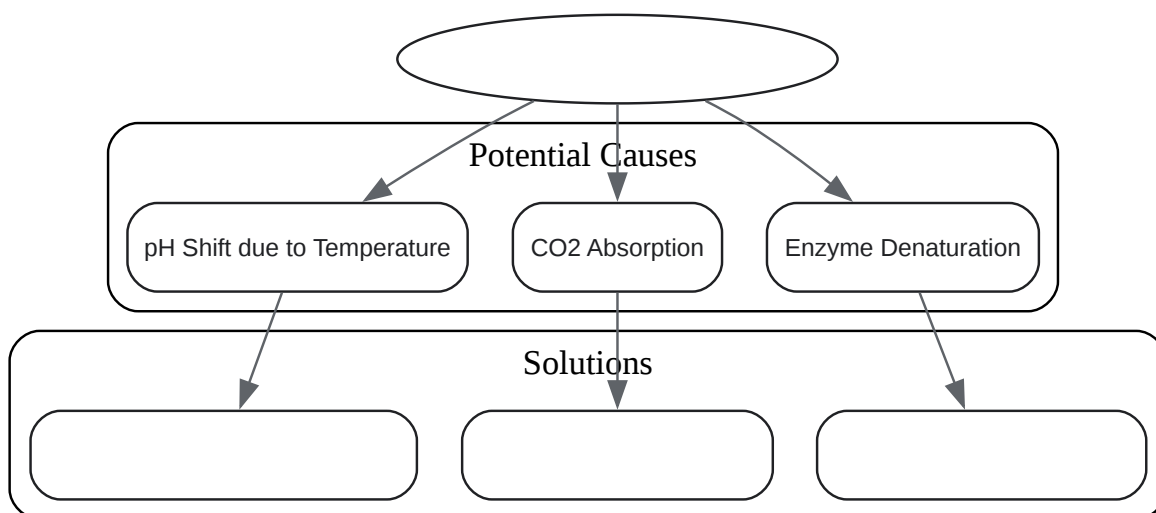 Potential Causes
pH Shift due to Temperature
CO2 Absorption
Enzyme Denaturation
Solutions